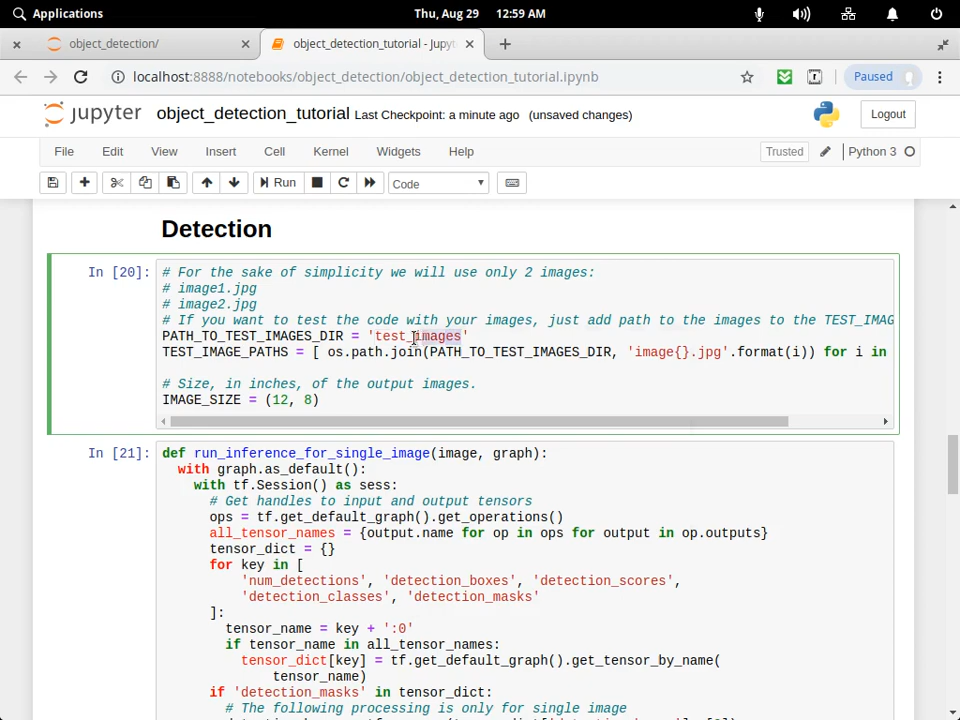 Applications
Thu, Aug 29 12:59 AM
object_detection/
object_detection_tutorial - Jupyt
localhost:8888/notebooks/object_detection/object_detection_tutorial.ipynb
Paused
jupyter object_detection_tutorial Last Checkpoint: a minute ago (unsaved changes)
Logout
File Edit View Insert Cell Kernel Widgets Help
Trusted
Python 3
Run
Code
Detection
In [20]:
# For the sake of simplicity we will use only 2 images:
# image1.jpg
# image2.jpg
# If you want to test the code with your images, just add path to the images to the TEST_IMAG
PATH_TO_TEST_IMAGES_DIR = 'test_images'
TEST_IMAGE_PATHS = [ os.path.join(PATH_TO_TEST_IMAGES_DIR, 'image{}.jpg'.format(i)) for i in
# Size, in inches, of the output images.
IMAGE_SIZE = (12, 8)
In [21]:
def run_inference_for_single_image(image, graph):
with graph.as_default():
with tf.Session() as sess:
# Get handles to input and output tensors
ops = tf.get_default_graph().get_operations()
all_tensor_names = {output.name for op in ops for output in op.outputs}
tensor_dict = {}
for key in [
'num_detections', 'detection_boxes', 'detection_scores',
'detection_classes', 'detection_masks'
]:
tensor_name = key + ':0'
if tensor_name in all_tensor_names:
tensor_dict[key] = tf.get_default_graph().get_tensor_by_name(
tensor_name)
if 'detection_masks' in tensor_dict:
# The following processing is only for single image